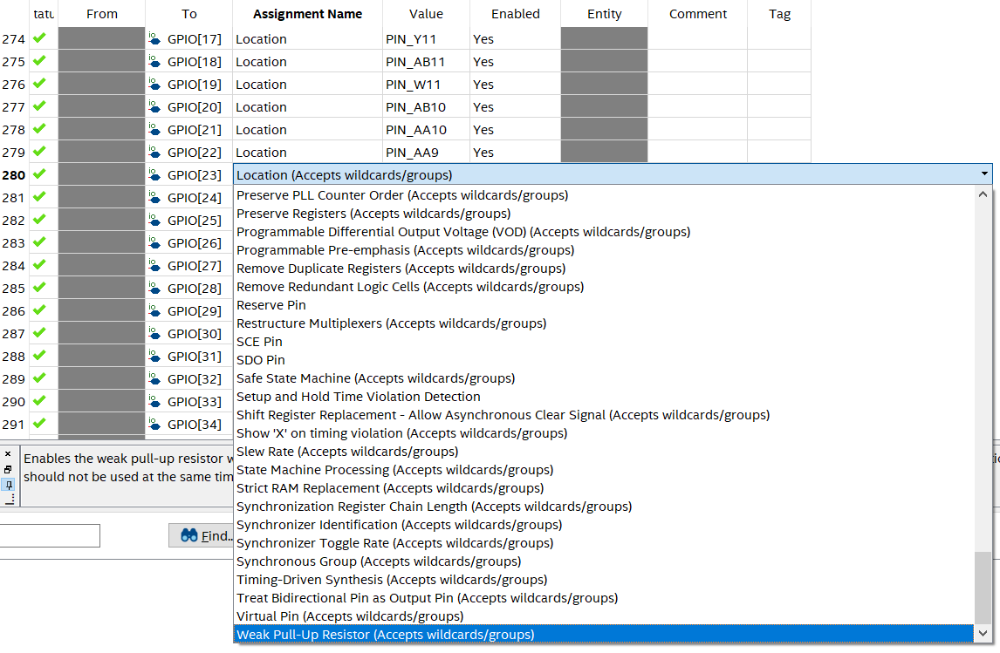 tatu From To Assignment Name Value Enabled Entity Comment Tag
274 GPIO[17] Location PIN_Y11 Yes
275 GPIO[18] Location PIN_AB11 Yes
276 GPIO[19] Location PIN_W11 Yes
277 GPIO[20] Location PIN_AB10 Yes
278 GPIO[21] Location PIN_AA10 Yes
279 GPIO[22] Location PIN_AA9 Yes
280 GPIO[23] Location (Accepts wildcards/groups)
281 GPIO[24]
282 GPIO[25]
283 GPIO[26]
284 GPIO[27]
285 GPIO[28]
286 GPIO[29]
287 GPIO[30]
288 GPIO[31]
289 GPIO[32]
290 GPIO[33]
291 GPIO[34]
Preserve PLL Counter Order (Accepts wildcards/groups)
Preserve Registers (Accepts wildcards/groups)
Programmable Differential Output Voltage (VOD) (Accepts wildcards/groups)
Programmable Pre-emphasis (Accepts wildcards/groups)
Remove Duplicate Registers (Accepts wildcards/groups)
Remove Redundant Logic Cells (Accepts wildcards/groups)
Reserve Pin
Restructure Multiplexers (Accepts wildcards/groups)
SCE Pin
SDO Pin
Safe State Machine (Accepts wildcards/groups)
Setup and Hold Time Violation Detection
Shift Register Replacement - Allow Asynchronous Clear Signal (Accepts wildcards/groups)
Show 'X' on timing violation (Accepts wildcards/groups)
Slew Rate (Accepts wildcards/groups)
State Machine Processing (Accepts wildcards/groups)
Strict RAM Replacement (Accepts wildcards/groups)
Synchronization Register Chain Length (Accepts wildcards/groups)
Synchronizer Identification (Accepts wildcards/groups)
Synchronizer Toggle Rate (Accepts wildcards/groups)
Synchronous Group (Accepts wildcards/groups)
Timing-Driven Synthesis (Accepts wildcards/groups)
Treat Bidirectional Pin as Output Pin (Accepts wildcards/groups)
Virtual Pin (Accepts wildcards/groups)
Weak Pull-Up Resistor (Accepts wildcards/groups)
Enables the weak pull-up resistor w
should not be used at the same tim
Find..